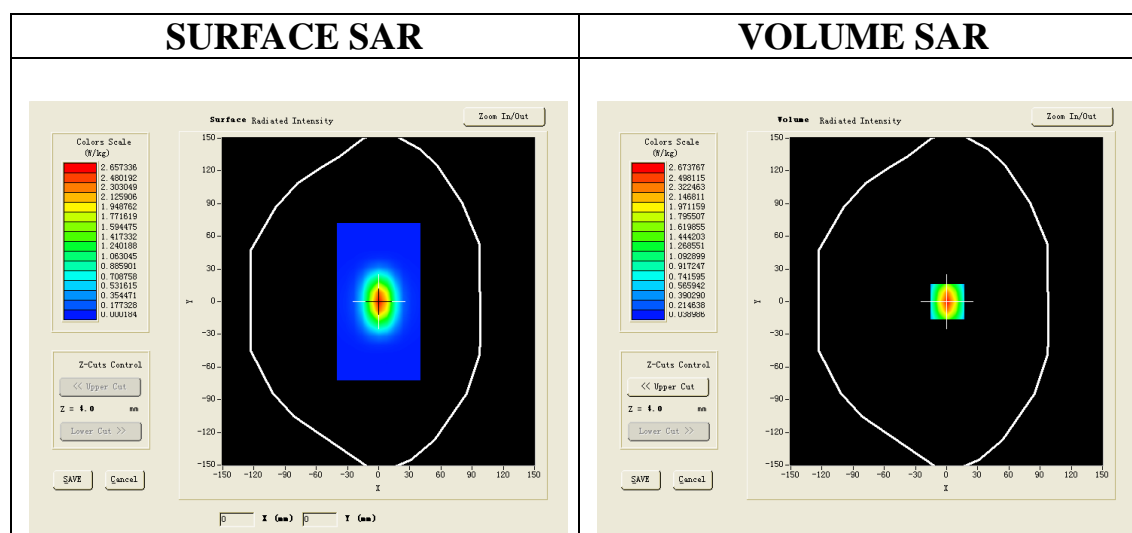 SURFACE SAR
VOLUME SAR
Surface Radiated Intensity
Zoom In/Out
Colors Scale
(W/kg)
2.657336
2.480192
2.303049
2.125906
1.948762
1.771619
1.594475
1.417332
1.240188
1.063045
0.885901
0.708758
0.531615
0.354471
0.177328
0.000184
Z-Cuts Control
<< Upper Cut
Z = 4.0 mm
Lower Cut >>
SAVE Cancel
150
120
90
60
30
0
-30
-60
-90
-120
-150
Y
-150 -120 -90 -60 -30 0 30 60 90 120 150
X
0 X (mm) 0 Y (mm)
Volume Radiated Intensity
Zoom In/Out
Colors Scale
(W/kg)
2.673767
2.498115
2.322463
2.146811
1.971159
1.795507
1.619855
1.444203
1.268551
1.092899
0.917247
0.741595
0.565942
0.390290
0.214638
0.038986
Z-Cuts Control
<< Upper Cut
Z = 4.0 mm
Lower Cut >>
SAVE Cancel
150
120
90
60
30
0
-30
-60
-90
-120
-150
Y
-150 -120 -90 -60 -30 0 30 60 90 120 150
X